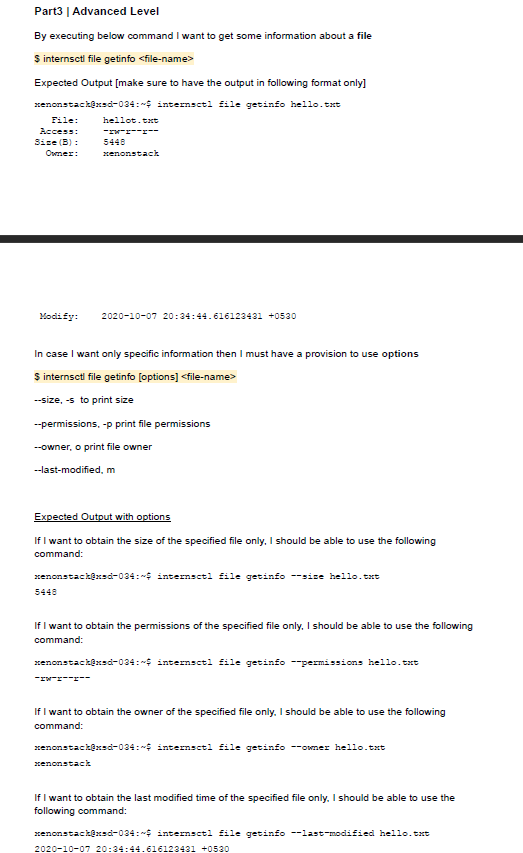 Part3 | Advanced Level
By executing below command I want to get some information about a file
$ internsctl file getinfo <file-name>
Expected Output [make sure to have the output in following format only]
xenonstack@xsd-034:~$ internsctl file getinfo hello.txt
File: hellot.txt
Access: -rw-r--r--
Size(B): 5448
Owner: xenonstack
Modify: 2020-10-07 20:34:44.616123431 +0530
In case I want only specific information then I must have a provision to use options
$ internsctl file getinfo [options] <file-name>
--size, -s to print size
--permissions, -p print file permissions
--owner, o print file owner
--last-modified, m
Expected Output with options
If I want to obtain the size of the specified file only, I should be able to use the following
command:
xenonstack@xsd-034:~$ internsctl file getinfo --size hello.txt
5448
If I want to obtain the permissions of the specified file only, I should be able to use the following
command:
xenonstack@xsd-034:~$ internsctl file getinfo --permissions hello.txt
-rw-r--r--
If I want to obtain the owner of the specified file only, I should be able to use the following
command:
xenonstack@xsd-034:~$ internsctl file getinfo --owner hello.txt
xenonstack
If I want to obtain the last modified time of the specified file only, I should be able to use the
following command:
xenonstack@xsd-034:~$ internsctl file getinfo --last-modified hello.txt
2020-10-07 20:34:44.616123431 +0530